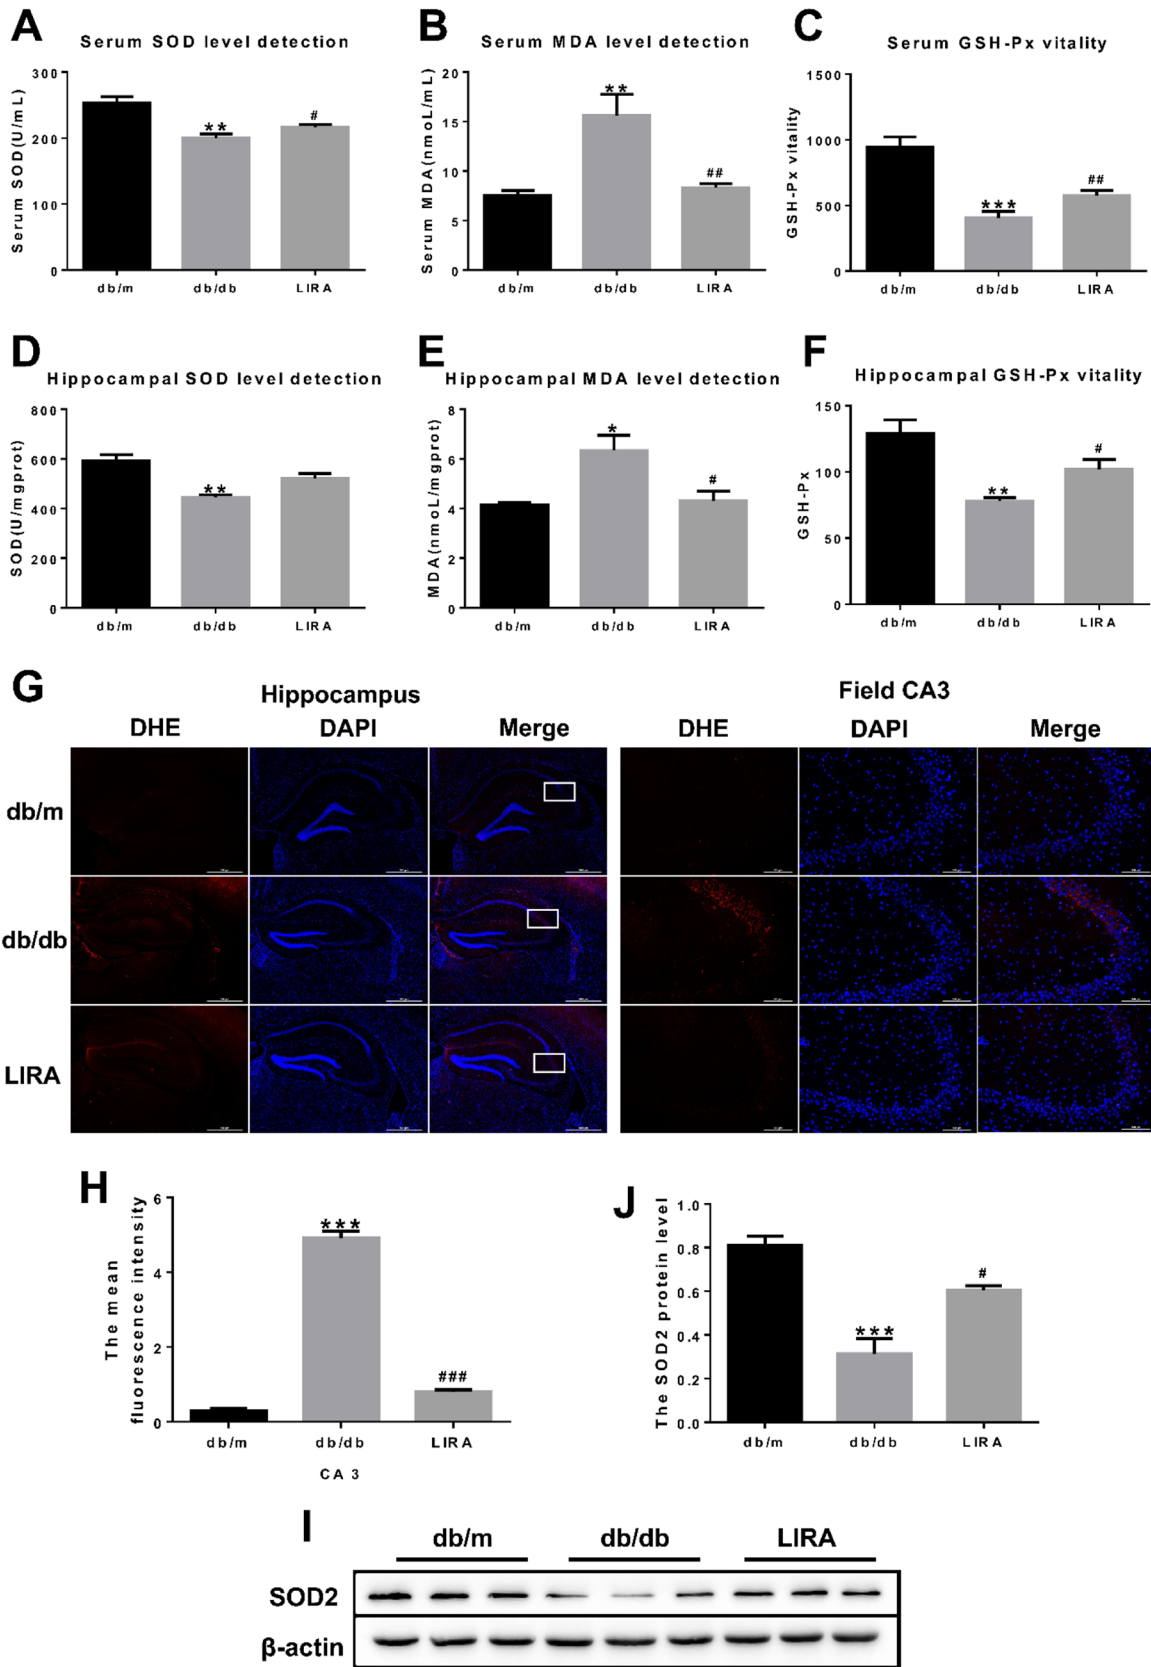 A
Serum SOD level detection
Serum SOD(U/mL)
300
200
100
0
**
#
db/m
db/db
LIRA
B
Serum MDA level detection
Serum MDA(nmoL/mL)
20
15
10
5
0
**
##
db/m
db/db
LIRA
C
Serum GSH-Px vitality
GSH-Px vitality
1500
1000
500
0
***
##
db/m
db/db
LIRA
D
Hippocampal SOD level detection
SOD(U/mgprot)
800
600
400
200
0
**
db/m
db/db
LIRA
E
Hippocampal MDA level detection
MDA(nmoL/mgprot)
8
6
4
2
0
*
#
db/m
db/db
LIRA
F
Hippocampal GSH-Px vitality
GSH-Px
150
100
50
0
**
#
db/m
db/db
LIRA
G
Hippocampus
Field CA3
DHE DAPI Merge DHE DAPI Merge
db/m
db/db
LIRA
H
The mean
fluorescence intensity
6
4
2
0
***
###
db/m
db/db
LIRA
CA 3
J
The SOD2 protein level
1.0
0.8
0.6
0.4
0.2
0.0
***
#
db/m
db/db
LIRA
I
db/m db/db LIRA
SOD2
β-actin